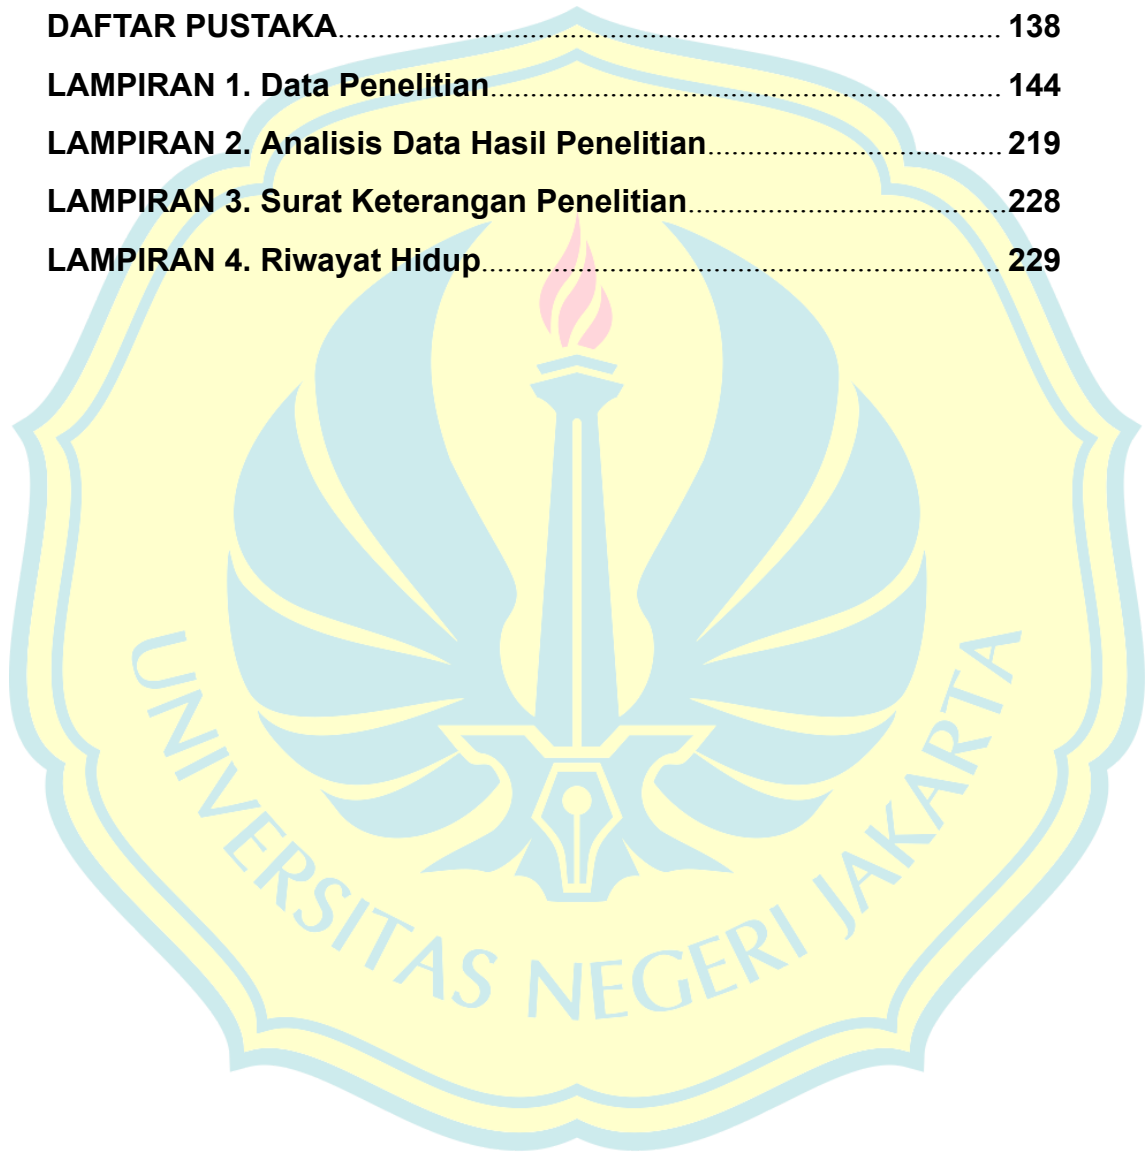 DAFTAR PUSTAKA................................................................................. 138
LAMPIRAN 1. Data Penelitian............................................................... 144
LAMPIRAN 2. Analisis Data Hasil Penelitian.................................... 219
LAMPIRAN 3. Surat Keterangan Penelitian.......................................228
LAMPIRAN 4. Riwayat Hidup................................................................ 229
UNIVERSITAS NEGERI JAKARTA